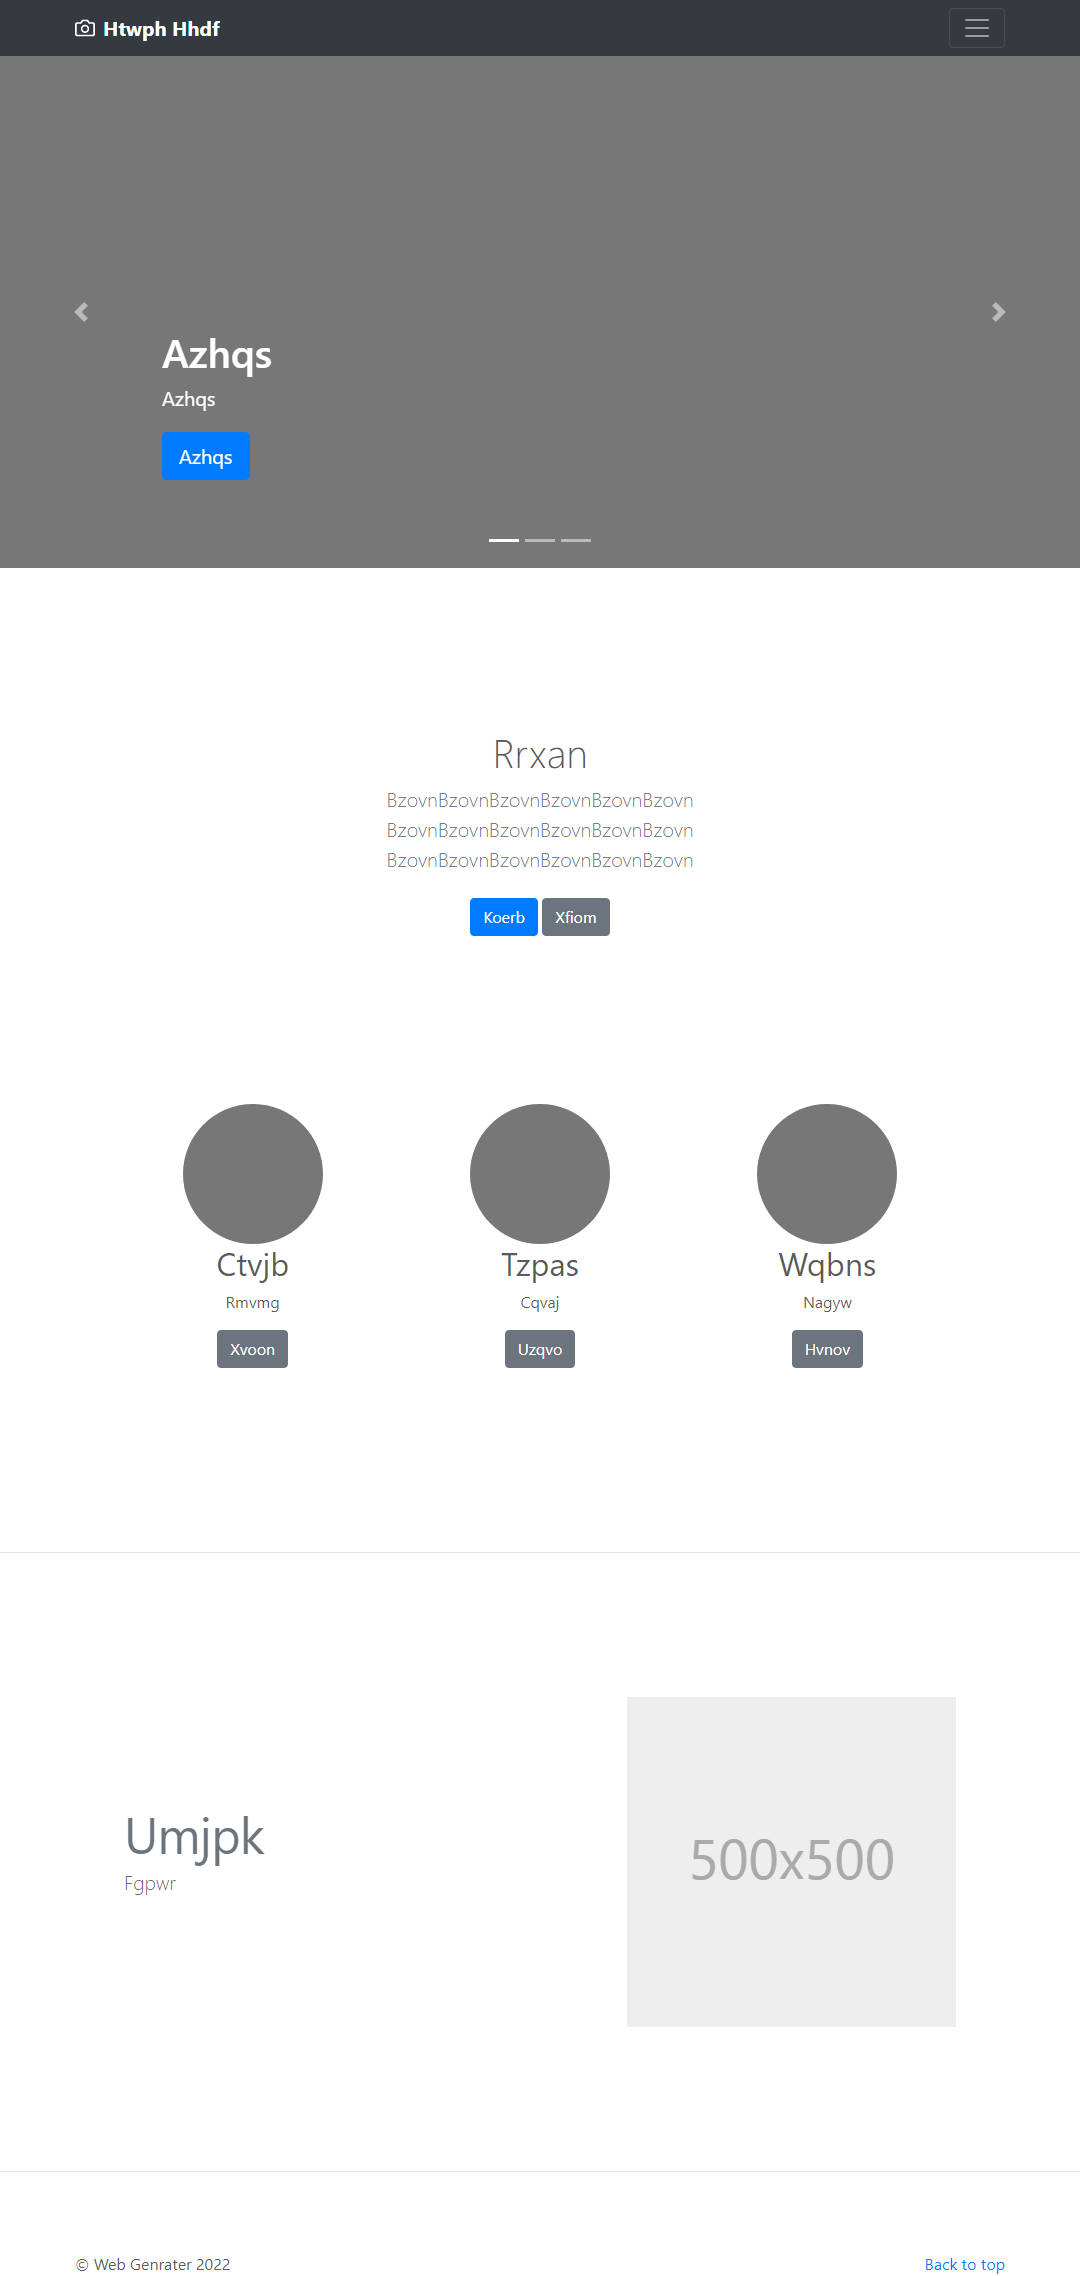 Htwph Hhdf
Azhqs
Azhqs
Azhqs
Rrxan
BzovnBzovnBzovnBzovnBzovnBzovn
BzovnBzovnBzovnBzovnBzovnBzovn
BzovnBzovnBzovnBzovnBzovnBzovn
Koerb Xfiom
Ctvjb
Rmvmg
Xvoon
Tzpas
Cqvaj
Uzqvo
Wqbns
Nagyw
Hvnov
Umjpk
Fgpwr
500x500
© Web Genrater 2022
Back to top